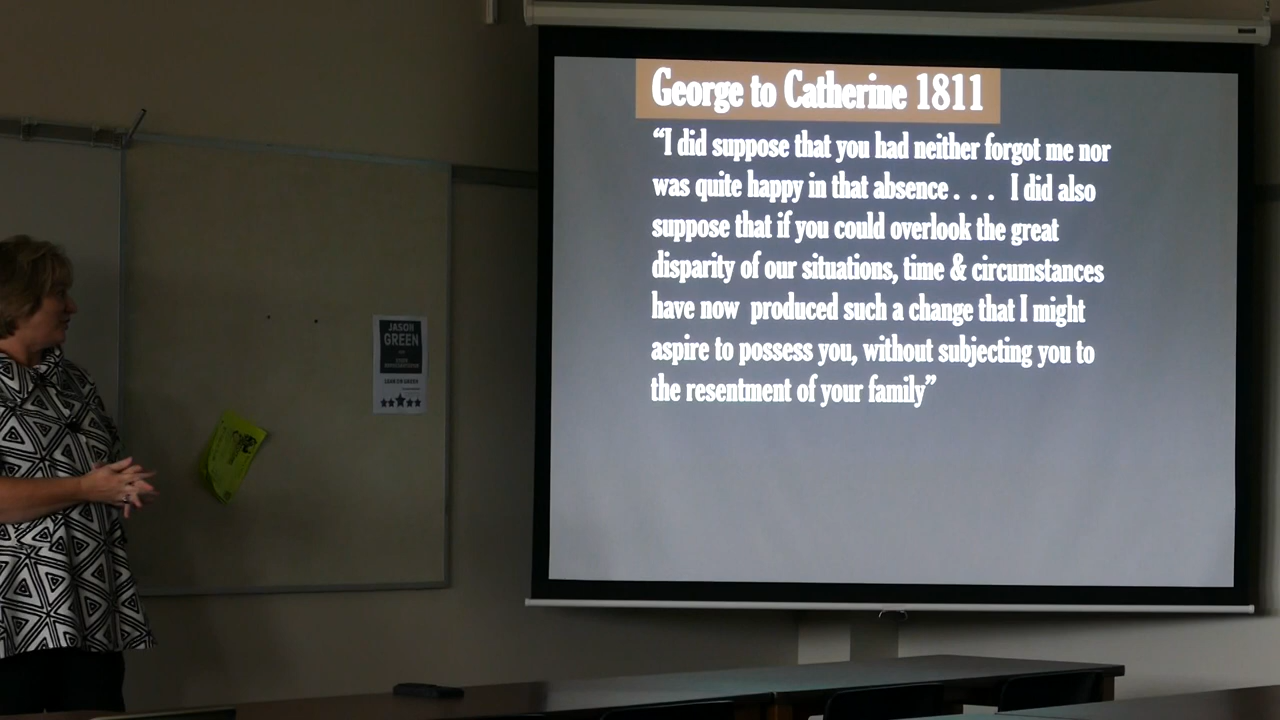 George to Catherine 1811
“I did suppose that you had neither forgot me nor
was quite happy in that absence . . .  I did also
suppose that if you could overlook the great
disparity of our situations, time & circumstances
have now  produced such a change that I might
aspire to possess you, without subjecting you to
the resentment of your family”
JASON
GREEN